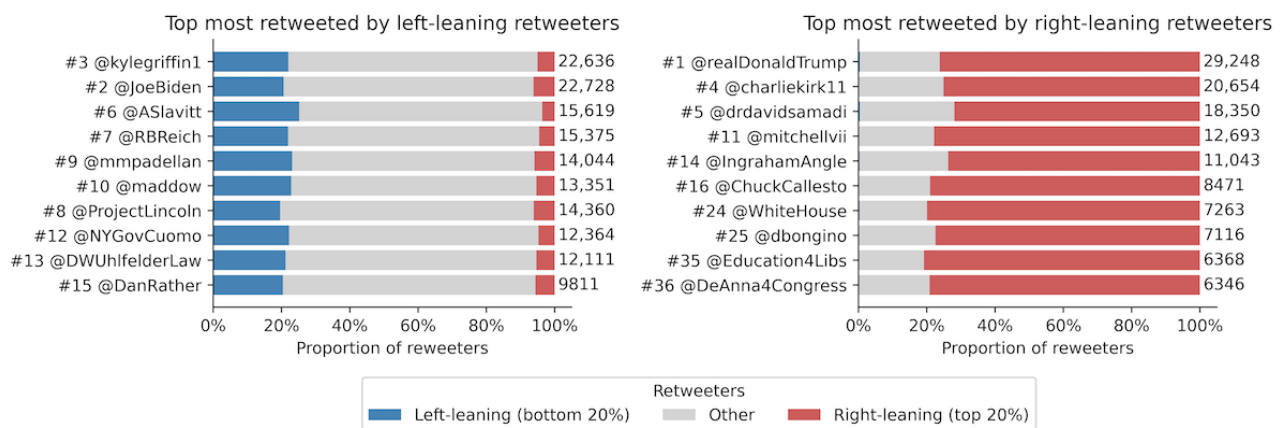 Top most retweeted by left-leaning retweeters
#3 @kylegriffin1 22,636
#2 @JoeBiden 22,728
#6 @ASlavitt 15,619
#7 @RBReich 15,375
#9 @mmpadellan 14,044
#10 @maddow 13,351
#8 @ProjectLincoln 14,360
#12 @NYGovCuomo 12,364
#13 @DWUhlfelderLaw 12,111
#15 @DanRather 9811
0% 20% 40% 60% 80% 100%
Proportion of reweeters
Top most retweeted by right-leaning retweeters
#1 @realDonaldTrump 29,248
#4 @charliekirk11 20,654
#5 @drdavidsamadi 18,350
#11 @mitchellvii 12,693
#14 @IngrahamAngle 11,043
#16 @ChuckCallesto 8471
#24 @WhiteHouse 7263
#25 @dbongino 7116
#35 @Education4Libs 6368
#36 @DeAnna4Congress 6346
0% 20% 40% 60% 80% 100%
Proportion of reweeters
Retweeters
Left-leaning (bottom 20%) Other Right-leaning (top 20%)